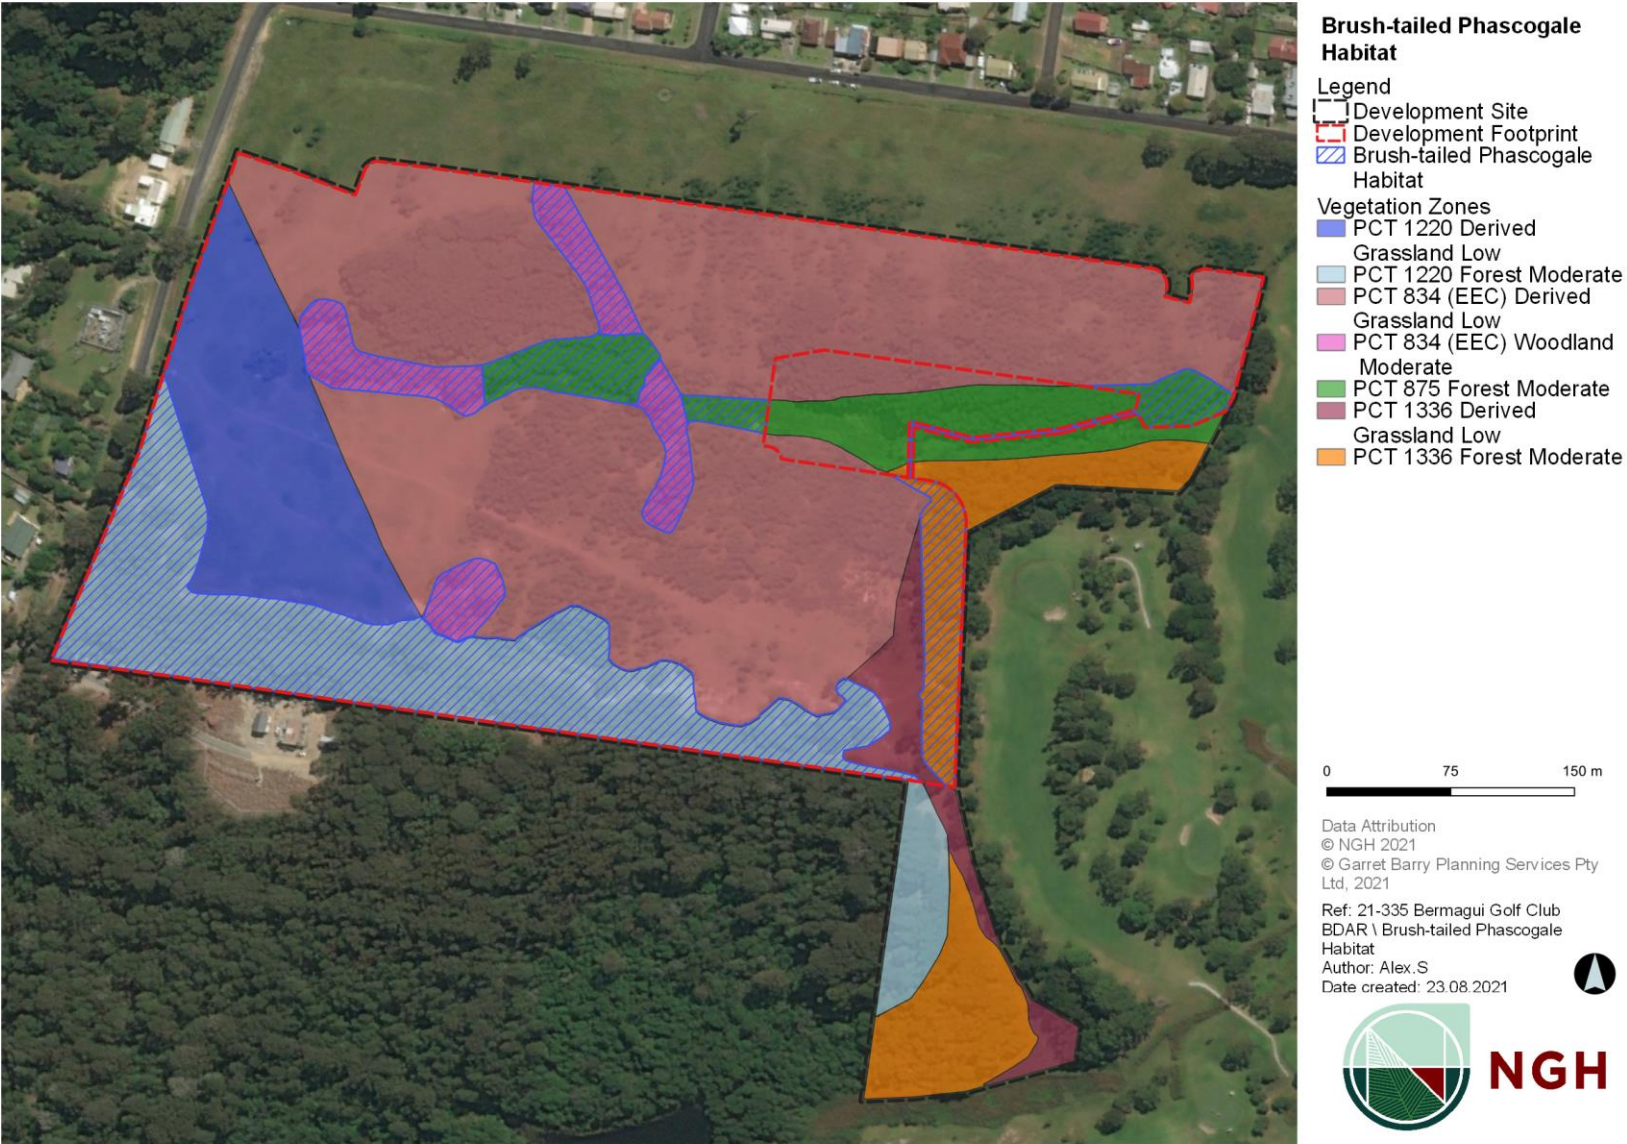 Brush-tailed Phascogale
Habitat
Legend
Development Site
Development Footprint
Brush-tailed Phascogale
Habitat
Vegetation Zones
PCT 1220 Derived
Grassland Low
PCT 1220 Forest Moderate
PCT 834 (EEC) Derived
Grassland Low
PCT 834 (EEC) Woodland
Moderate
PCT 875 Forest Moderate
PCT 1336 Derived
Grassland Low
PCT 1336 Forest Moderate
0 75 150 m
Data Attribution
© NGH 2021
© Garret Barry Planning Services Pty
Ltd, 2021
Ref: 21-335 Bermagui Golf Club
BDAR \ Brush-tailed Phascogale
Habitat
Author: Alex.S
Date created: 23.08.2021
NGH